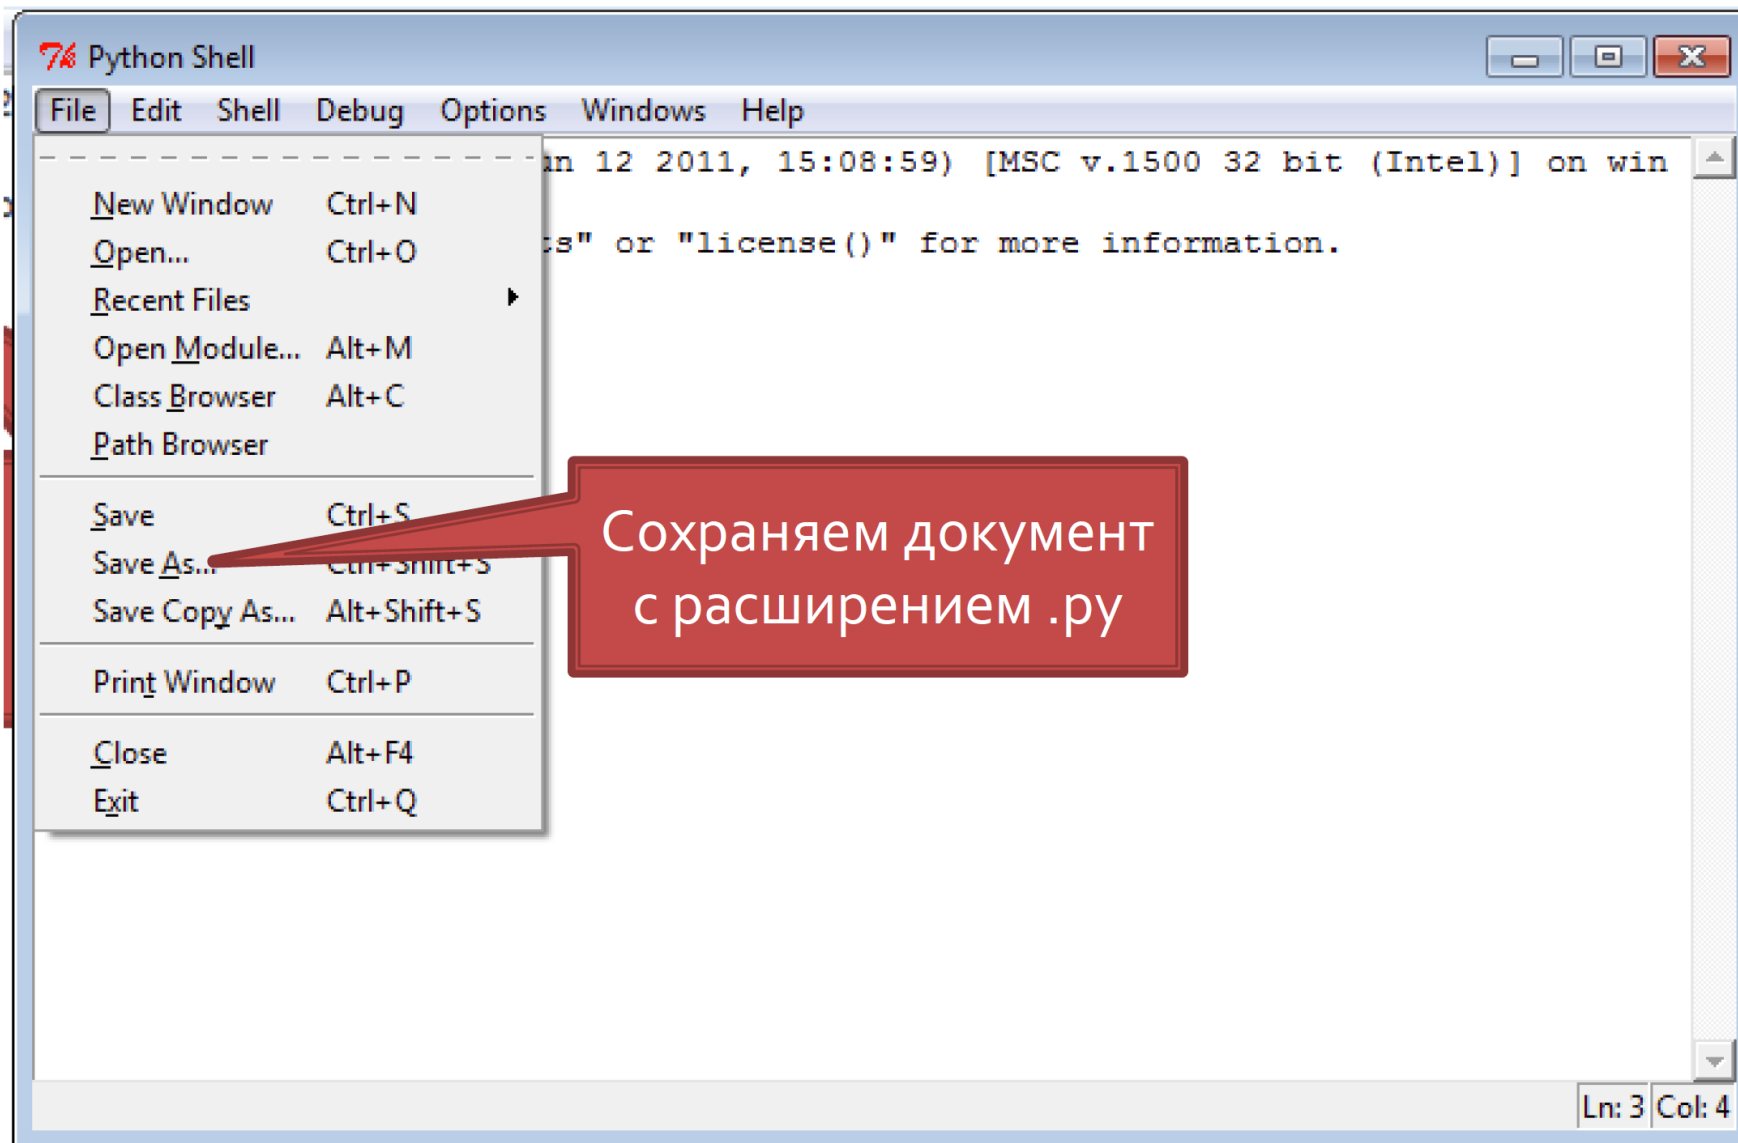 Python Shell
File Edit Shell Debug Options Windows Help
12 2011, 15:08:59) [MSC v.1500 32 bit (Intel)] on win
New Window Ctrl+N
" or "license()" for more information.
Open... Ctrl+O
Recent Files
Open Module... Alt+M
Class Browser Alt+C
Path Browser
Save Ctrl+S
Save As... Ctrl+Shift+S
Save Copy As... Alt+Shift+S
Сохраняем документ
с расширением .py
Print Window Ctrl+P
Close Alt+F4
Exit Ctrl+Q
Ln: 3 Col: 4